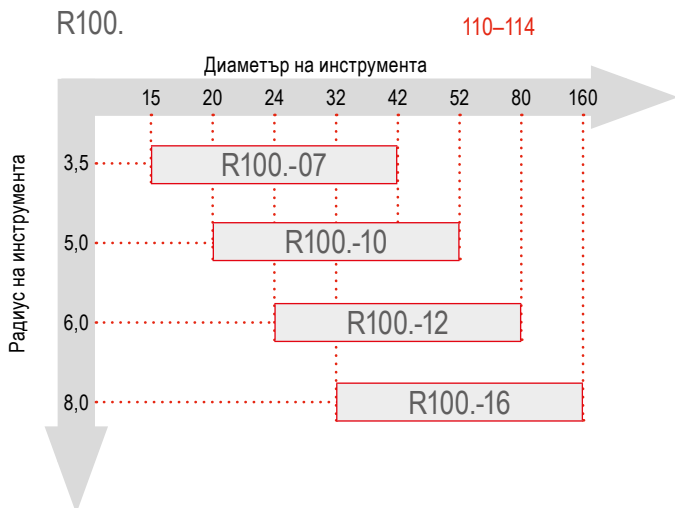 R100. 110–114
Диаметър на инструмента
15 20 24 32 42 52 80 160
Радиус на инструмента
3,5 R100.-07
5,0 R100.-10
6,0 R100.-12
8,0 R100.-16